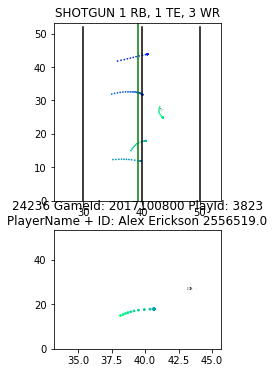 SHOTGUN 1 RB, 1 TE, 3 WR
50
40
30
20
10
0
30 40 50
24236 GameId: 2017100800 PlayId: 3823
PlayerName + ID: Alex Erickson 2556519.0
40
20
0
35.0 37.5 40.0 42.5 45.0